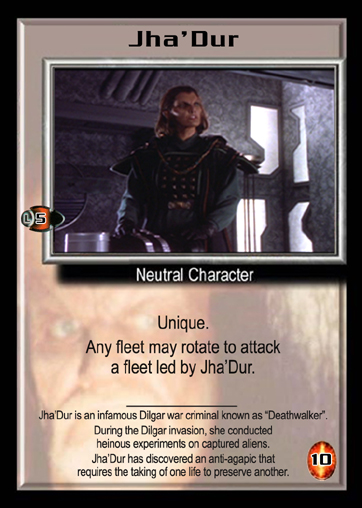 Jha'Dur
L5
Neutral Character
Unique.
Any fleet may rotate to attack
a fleet led by Jha'Dur.
Jha'Dur is an infamous Dilgar war criminal known as "Deathwalker".
During the Dilgar invasion, she conducted
heinous experiments on captured aliens.
Jha'Dur has discovered an anti-agapic that
requires the taking of one life to preserve another.
10